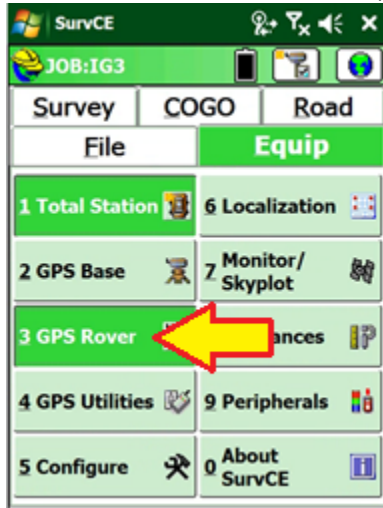 SurvCE
JOB:IG3
Survey COGO Road
File Equip
1 Total Station 6 Localization
2 GPS Base 7 Monitor/
Skyplot
3 GPS Rover ances
4 GPS Utilities 9 Peripherals
5 Configure 0 About
SurvCE